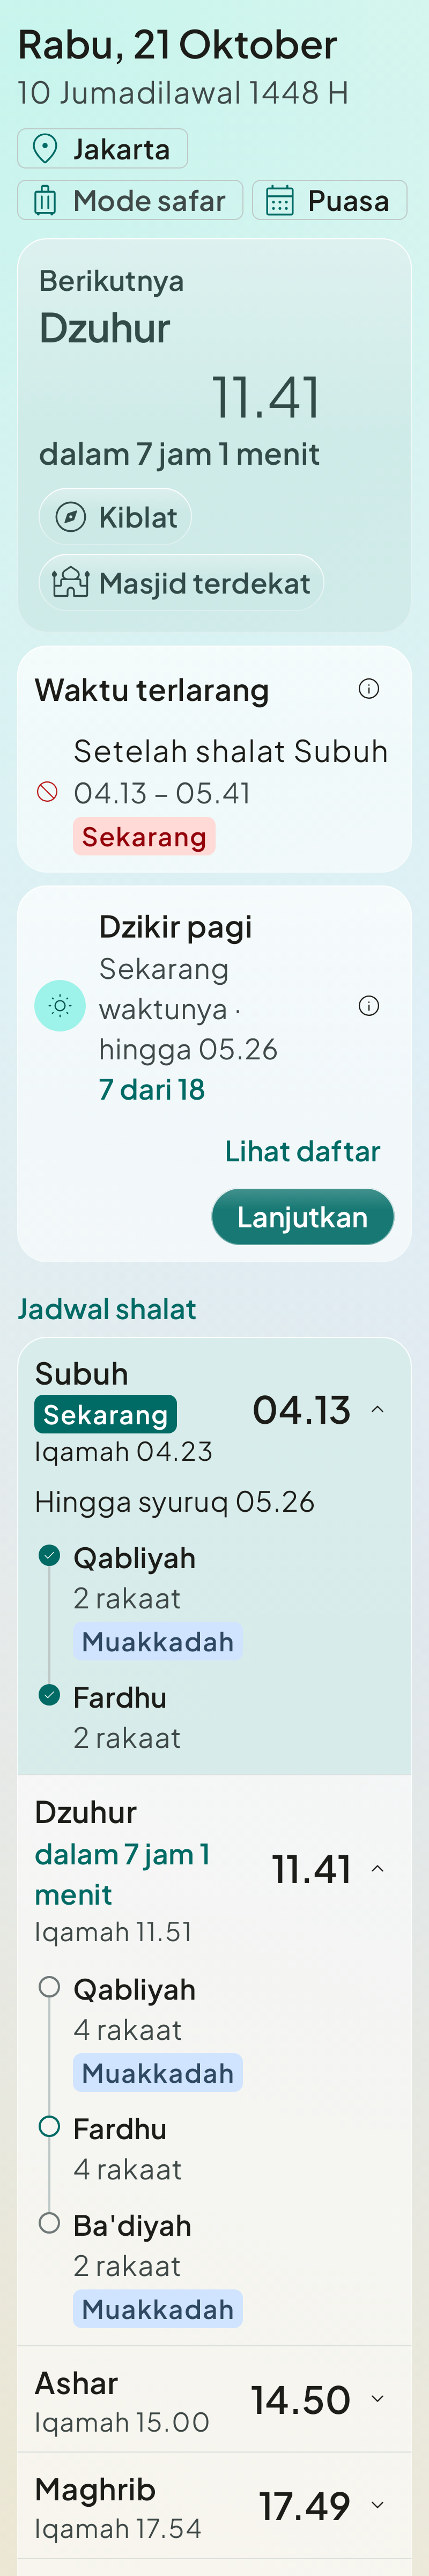 Rabu, 21 Oktober
10 Jumadilawal 1448 H
Jakarta
Mode safar
Puasa
Berikutnya
Dzuhur
11.41
dalam 7 jam 1 menit
Kiblat
Masjid terdekat
Waktu terlarang
Setelah shalat Subuh
04.13 – 05.41
Sekarang
Dzikir pagi
Sekarang
waktunya ·
hingga 05.26
7 dari 18
Lihat daftar
Lanjutkan
Jadwal shalat
Subuh
Sekarang
04.13
Iqamah 04.23
Hingga syuruq 05.26
Qabliyah
2 rakaat
Muakkadah
Fardhu
2 rakaat
Dzuhur
dalam 7 jam 1
menit
11.41
Iqamah 11.51
Qabliyah
4 rakaat
Muakkadah
Fardhu
4 rakaat
Ba'diyah
2 rakaat
Muakkadah
Ashar
14.50
Iqamah 15.00
Maghrib
17.49
Iqamah 17.54